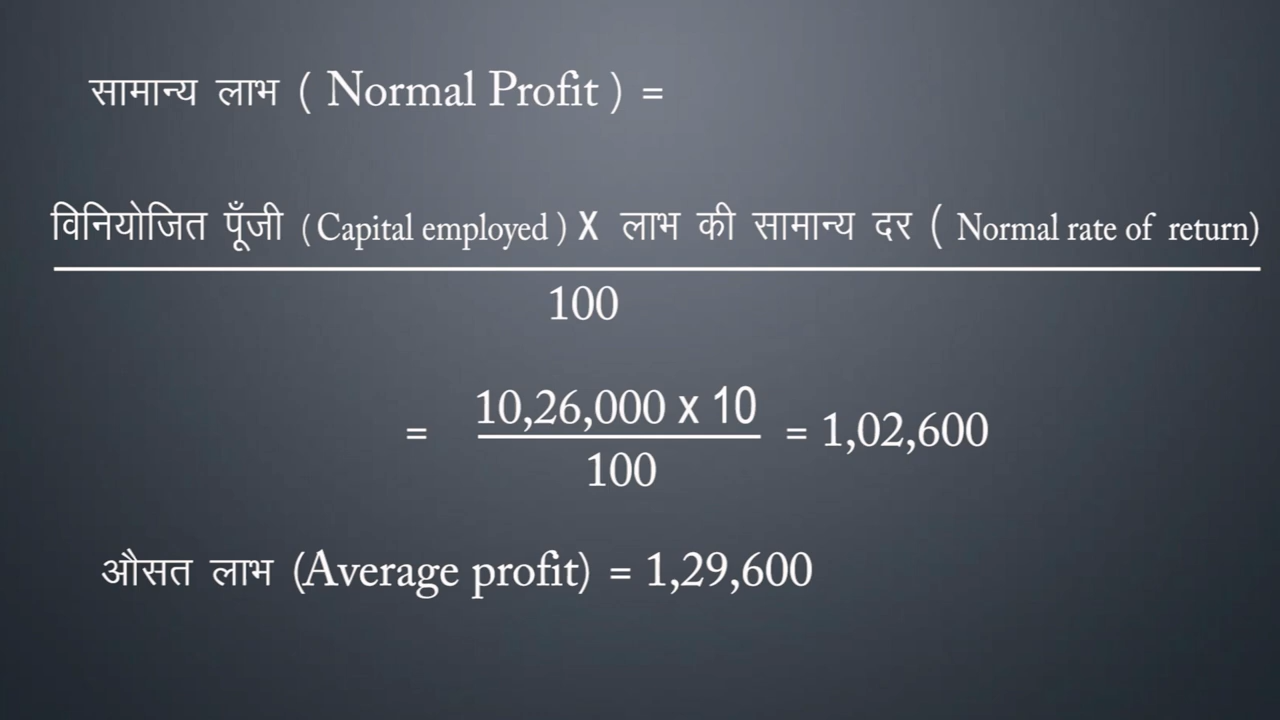 सामान्य लाभ ( Normal Profit ) =
विनियोजित पूँजी ( Capital employed ) X लाभ की सामान्य दर ( Normal rate of return)
100
= 10,26,000 x 10 = 1,02,600
100
औसत लाभ (Average profit) = 1,29,600